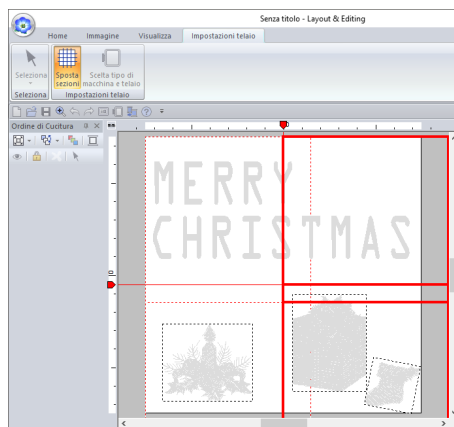 Senza titolo - Layout & Editing
Home Immagine Visualizza Impostazioni telaio
Seleziona Sposta sezioni Scelta tipo di macchina e telaio
Seleziona Impostazioni telaio
Ordine di Cucitura
MERRY
CHRISTMAS